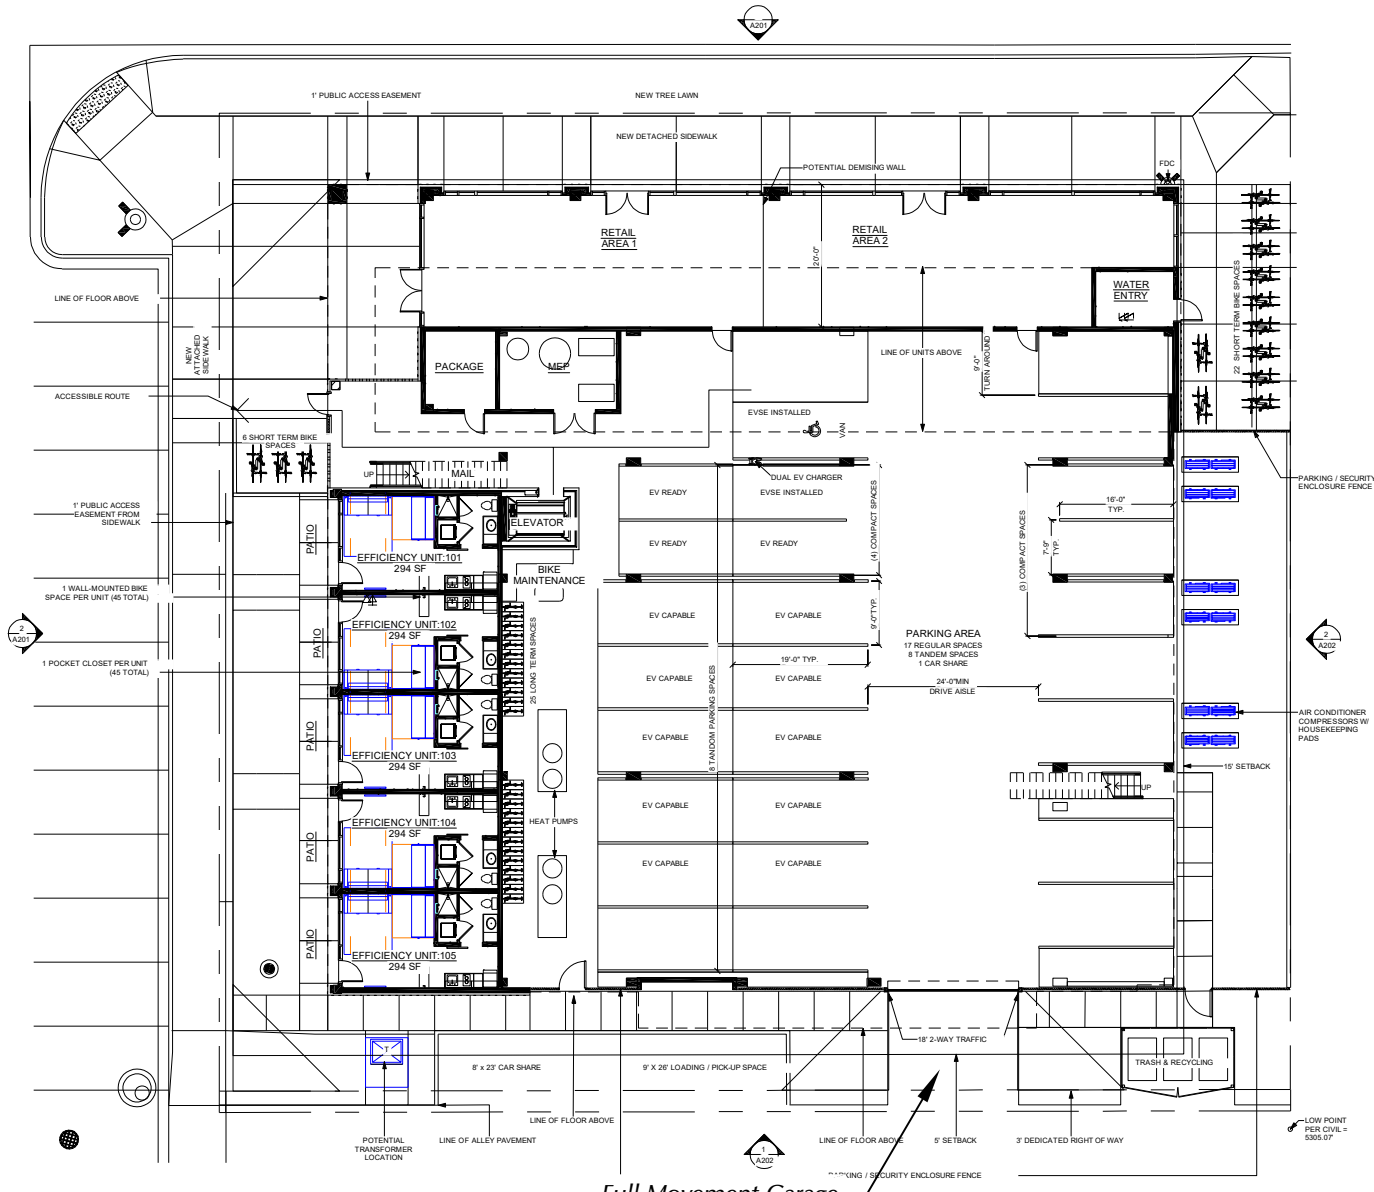 A201
1' PUBLIC ACCESS EASEMENT
NEW TREE LAWN
NEW DETACHED SIDEWALK
POTENTIAL DEMISING WALL
FDC
RETAIL
AREA 1
RETAIL
AREA 2
20'-0"
WATER
ENTRY
22 SHORT TERM BIKE SPACES
LINE OF FLOOR ABOVE
NEW
ATTACHED
SIDEWALK
PACKAGE
MEP
LINE OF UNITS ABOVE
9'-0"
TURN AROUND
ACCESSIBLE ROUTE
EVSE INSTALLED
VAN
6 SHORT TERM BIKE
SPACES
UP
MAIL
DUAL EV CHARGER
PARKING / SECURITY
ENCLOSURE FENCE
EV READY
EVSE INSTALLED
16'-0"
TYP.
1' PUBLIC ACCESS
EASEMENT FROM
SIDEWALK
PATIO
ELEVATOR
(4) COMPACT SPACES
(3) COMPACT SPACES
7'-9"
TYP.
EV READY
EV READY
EFFICIENCY UNIT:101
294 SF
BIKE
MAINTENANCE
1 WALL-MOUNTED BIKE
SPACE PER UNIT (45 TOTAL)
9'-0"TYP.
EV CAPABLE
EV CAPABLE
2
A201
EFFICIENCY UNIT:102
294 SF
PATIO
25 LONG TERM SPACES
PARKING AREA
17 REGULAR SPACES
8 TANDEM SPACES
1 CAR SHARE
2
A202
1 POCKET CLOSET PER UNIT
(45 TOTAL)
19'-0" TYP.
EV CAPABLE
EV CAPABLE
24'-0"MIN
DRIVE AISLE
8 TANDOM PARKING SPACES
AIR CONDITIONER
COMPRESSORS W/
HOUSEKEEPING
PADS
PATIO
EV CAPABLE
EV CAPABLE
EFFICIENCY UNIT:103
294 SF
15' SETBACK
UP
EV CAPABLE
EV CAPABLE
HEAT PUMPS
EFFICIENCY UNIT:104
294 SF
PATIO
EV CAPABLE
EV CAPABLE
PATIO
EFFICIENCY UNIT:105
294 SF
18' 2-WAY TRAFFIC
T
8' x 23' CAR SHARE
9' X 26' LOADING / PICK-UP SPACE
TRASH & RECYCLING
LINE OF FLOOR ABOVE
POTENTIAL
TRANSFORMER
LOCATION
LINE OF ALLEY PAVEMENT
LINE OF FLOOR ABOVE
5' SETBACK
3' DEDICATED RIGHT OF WAY
LOW POINT
PER CIVIL =
5305.07'
1
A202
PARKING / SECURITY ENCLOSURE FENCE
Full Movement Garage